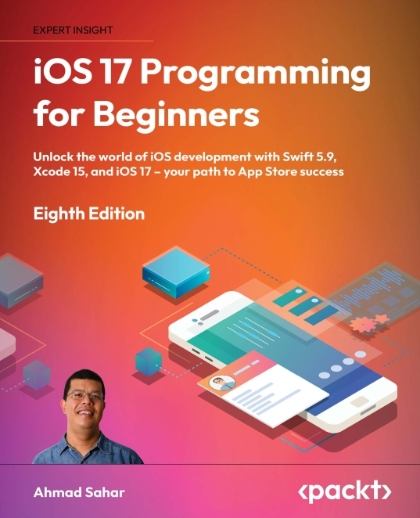 EXPERT INSIGHT
iOS 17 Programming
for Beginners
Unlock the world of iOS development with Swift 5.9,
Xcode 15, and iOS 17 – your path to App Store success
Eighth Edition
Ahmad Sahar
<packt>